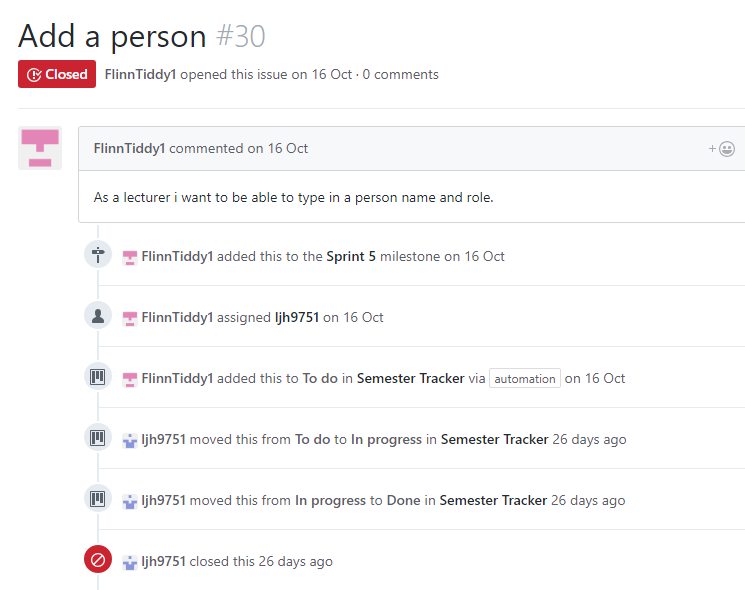 Add a person #30
Closed FlinnTiddy1 opened this issue on 16 Oct · 0 comments
FlinnTiddy1 commented on 16 Oct
As a lecturer i want to be able to type in a person name and role.
FlinnTiddy1 added this to the Sprint 5 milestone on 16 Oct
FlinnTiddy1 assigned ljh9751 on 16 Oct
FlinnTiddy1 added this to To do in Semester Tracker via automation on 16 Oct
ljh9751 moved this from To do to In progress in Semester Tracker 26 days ago
ljh9751 moved this from In progress to Done in Semester Tracker 26 days ago
ljh9751 closed this 26 days ago